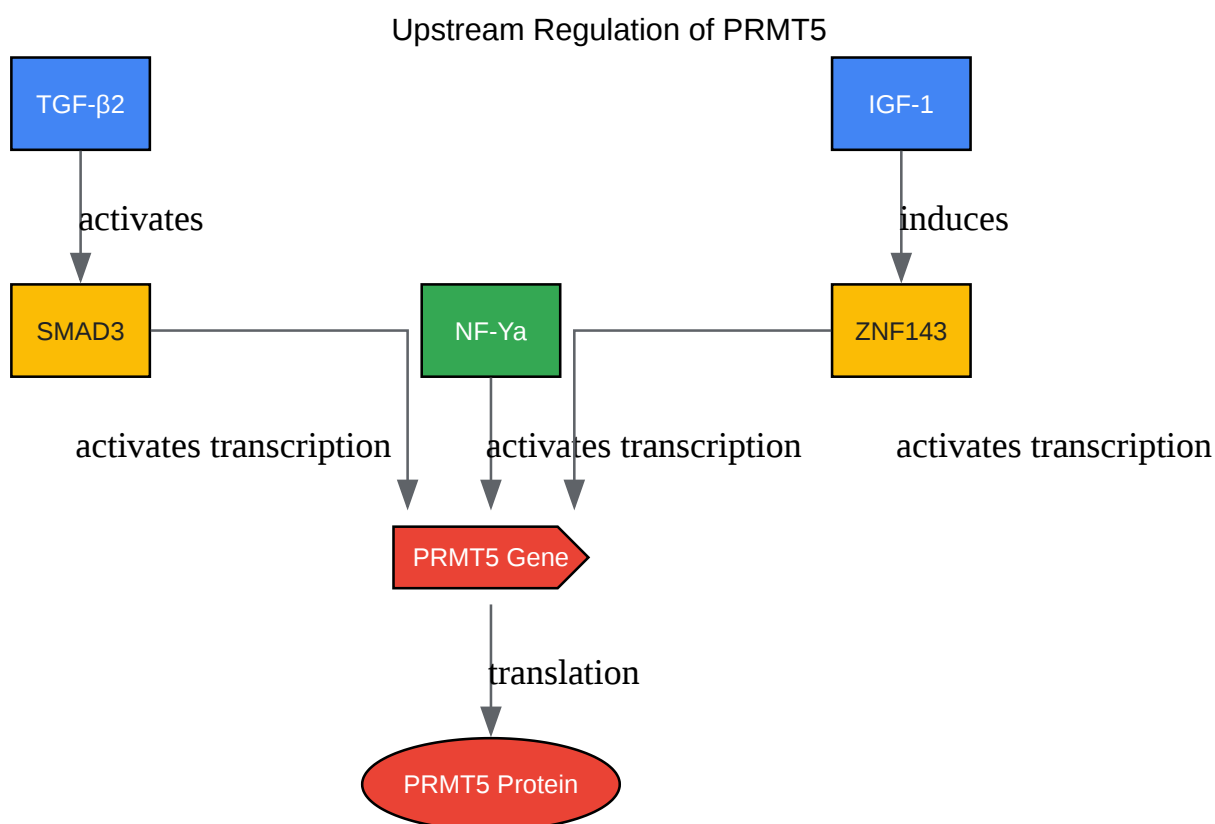 Upstream Regulation of PRMT5
TGF-β2
IGF-1
activates
induces
SMAD3
NF-Ya
ZNF143
activates transcription
activates transcription
activates transcription
PRMT5 Gene
translation
PRMT5 Protein